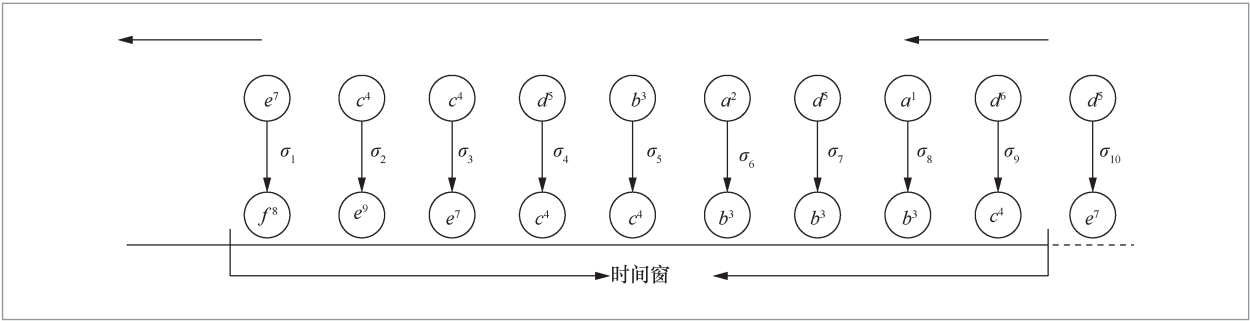 e⁷ c⁴ c⁴ d⁵ b³ a² d⁵ a¹ d⁶ d⁵
σ₁ σ₂ σ₃ σ₄ σ₅ σ₆ σ₇ σ₈ σ₉ σ₁₀
f⁸ e⁹ e⁷ c⁴ c⁴ b³ b³ b³ c⁴ e⁷
时间窗